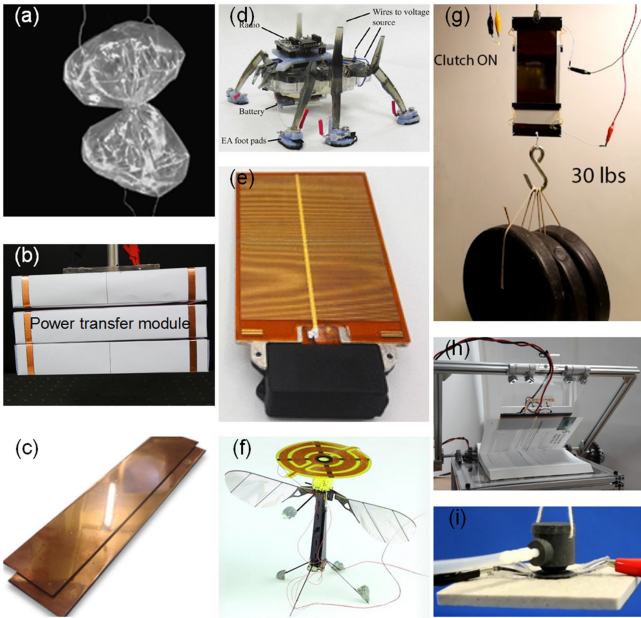 (a)
(b)
Power transfer module
(c)
(d)
Radio
Wires to voltage
source
Battery
EA foot pads
(e)
(f)
(g)
Clutch ON
30 lbs
(h)
(i)